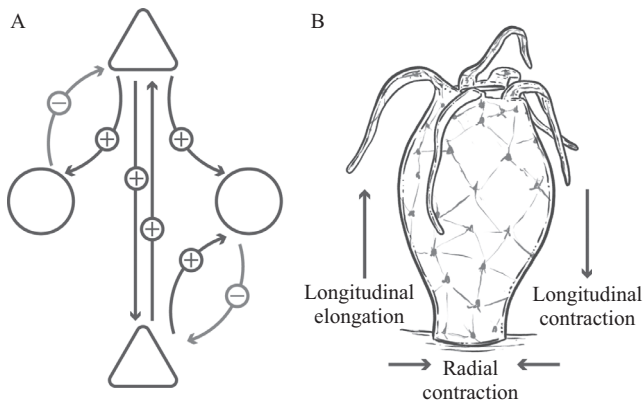 A
B
−
+
+
+
+
+
−
Longitudinal
elongation
Longitudinal
contraction
Radial
contraction